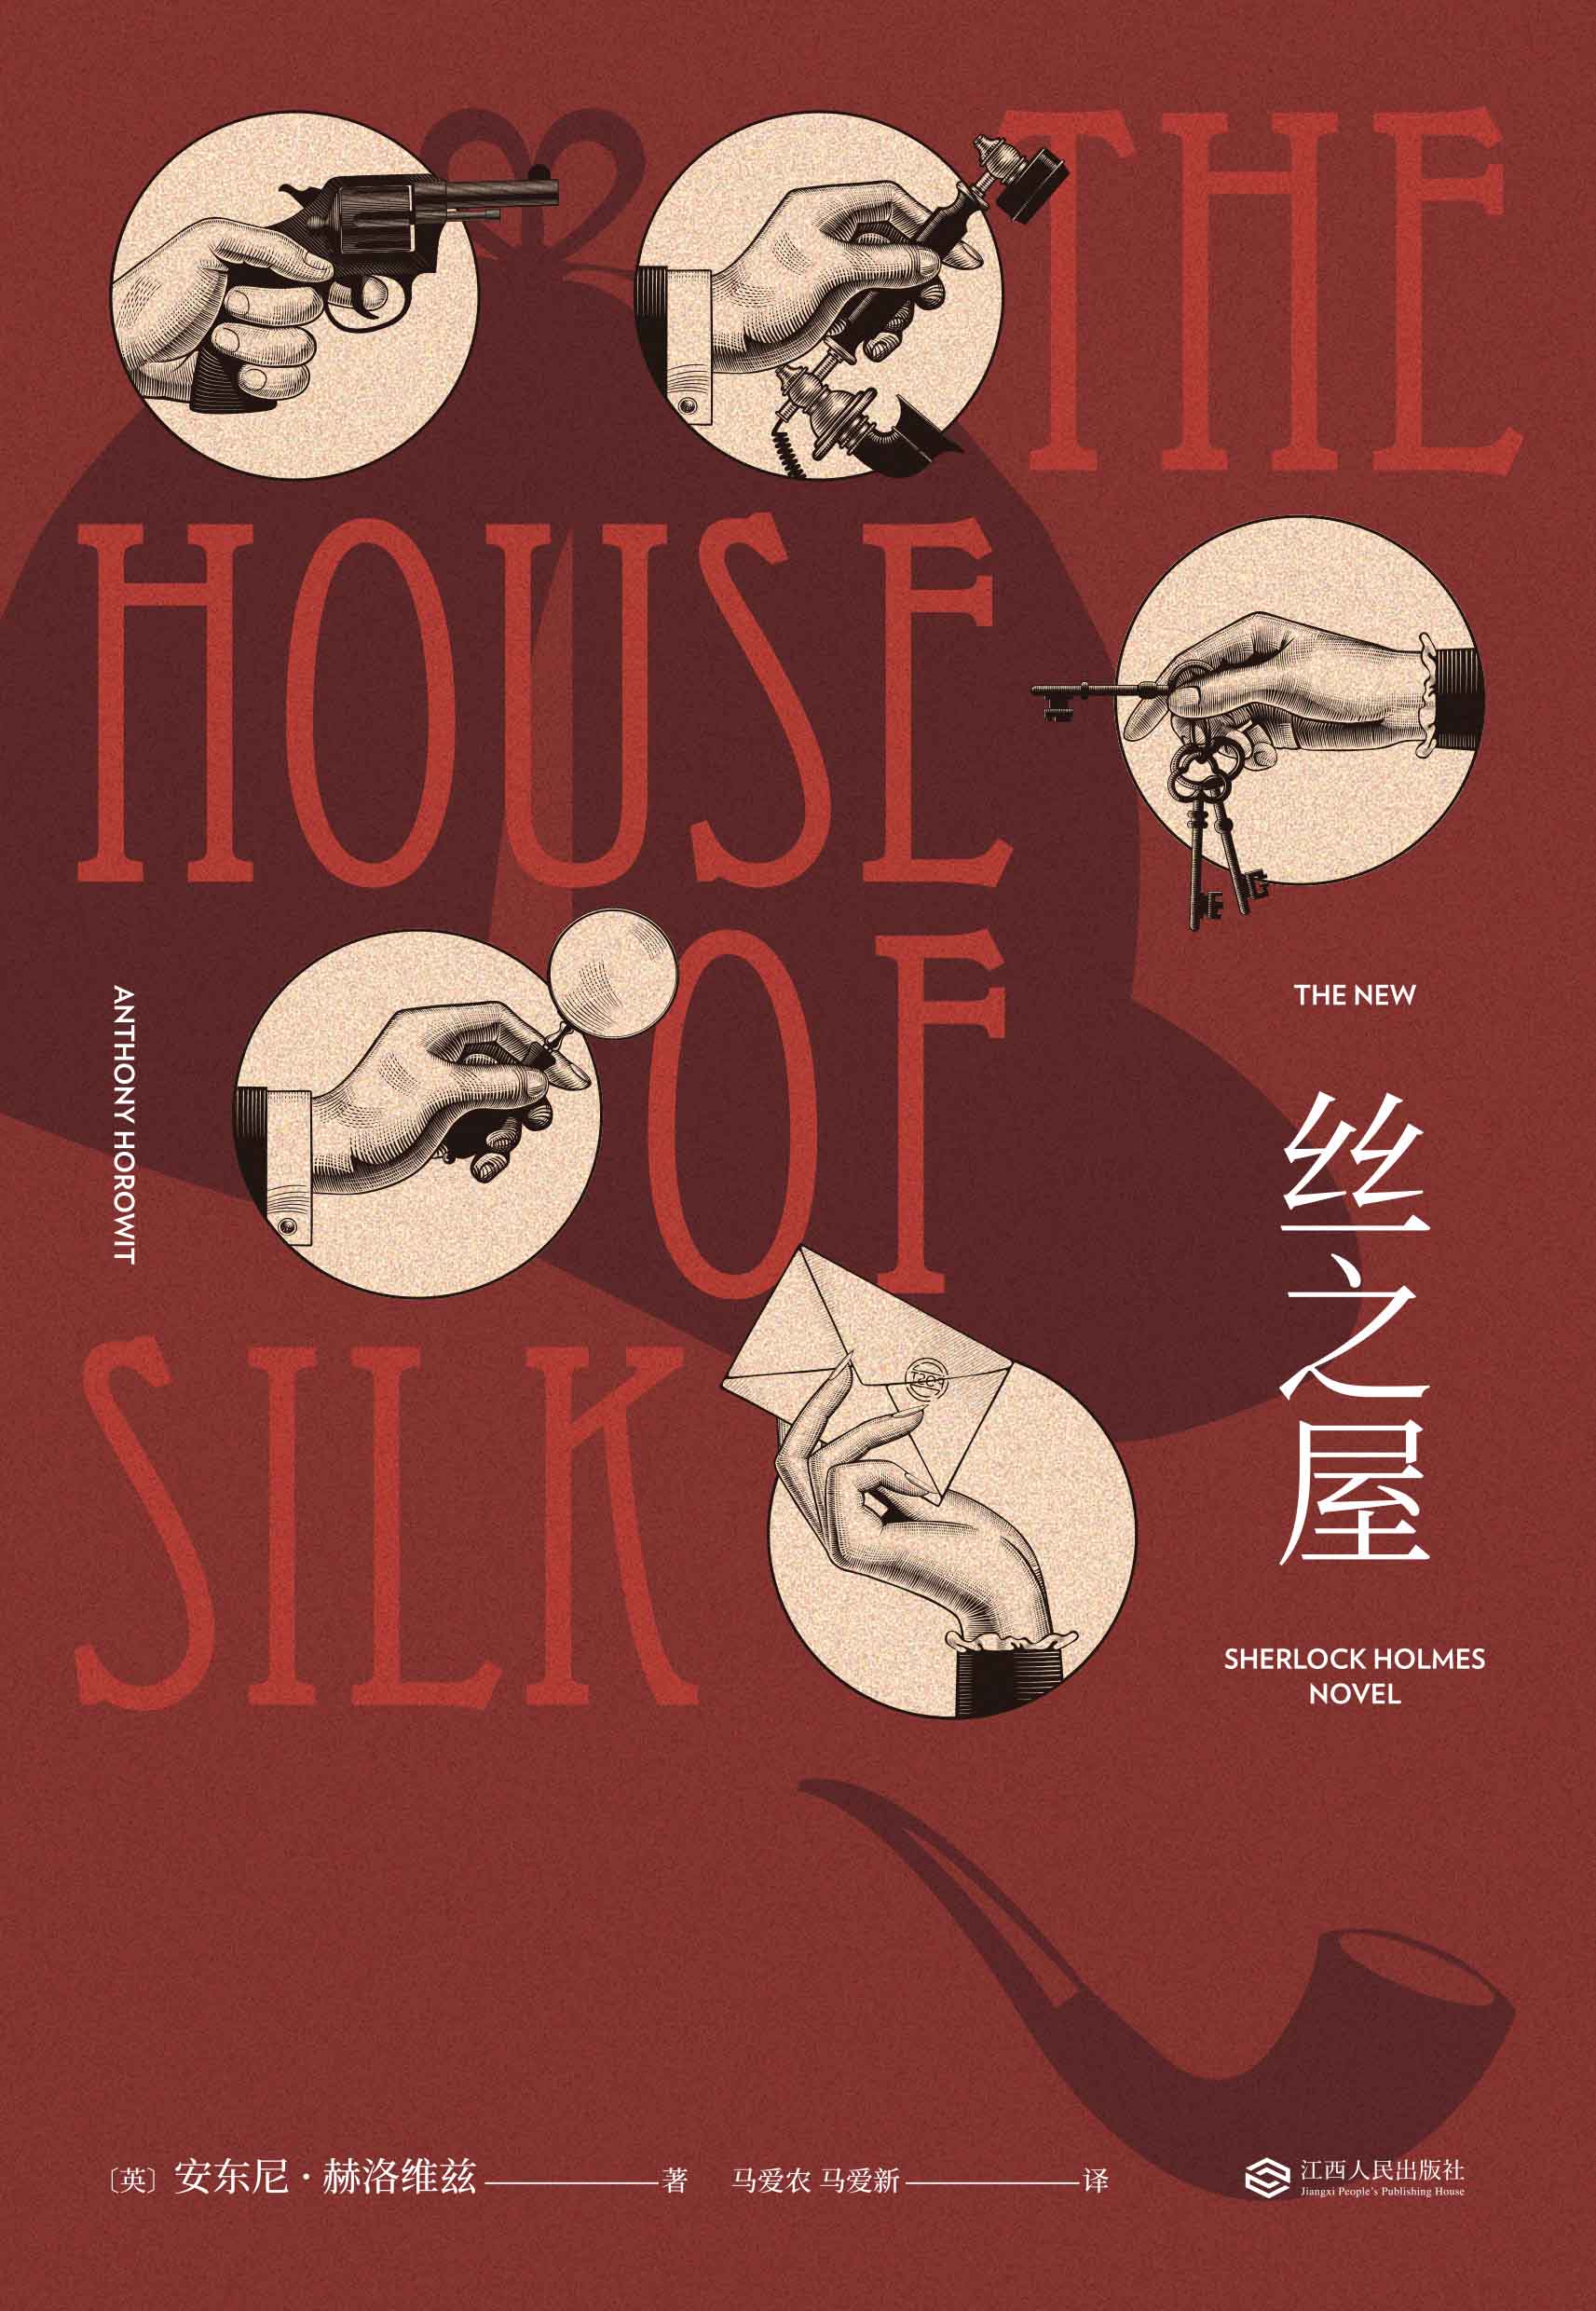 THE
HOUSE
OF
SILK
ANTHONY HOROWIT
THE NEW
丝之屋
SHERLOCK HOLMES
NOVEL
POST
〔英〕安东尼·赫洛维兹——著 马爱农 马爱新——译
江西人民出版社
Jiangxi People's Publishing House